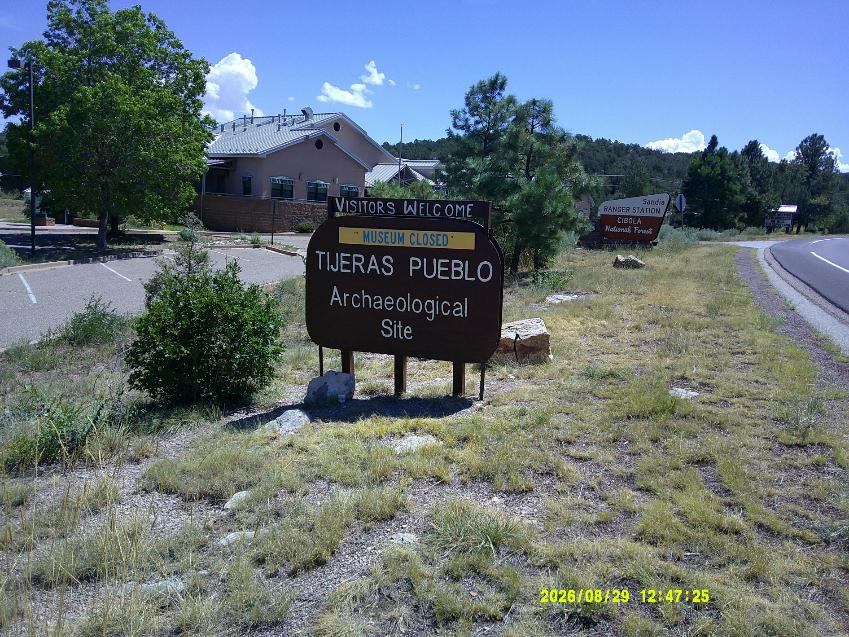 Visitors Welcome
"MUSEUM CLOSED"
TIJERAS PUEBLO
Archaeological
Site
Sandia
RANGER STATION
CIBOLA
National Forest
2026/08/29 12:47:25